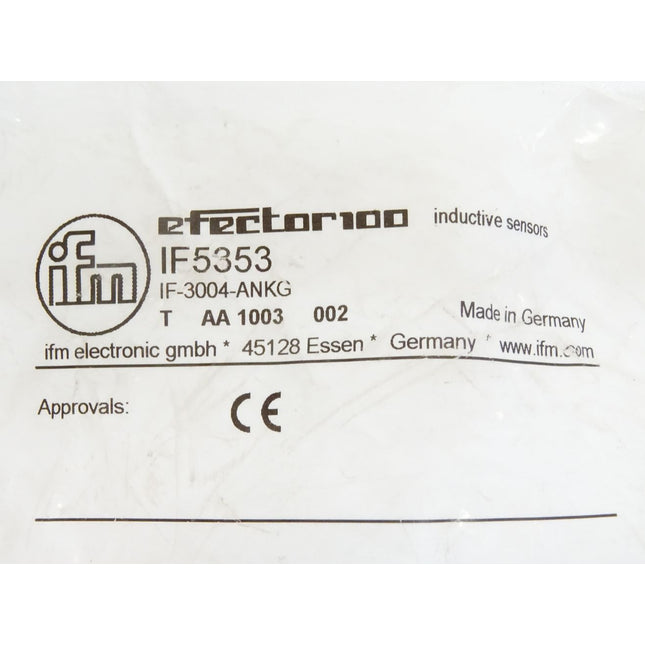 ifm
efector100 inductive sensors
IF5353
IF-3004-ANKG
T AA 1003 002 Made in Germany
ifm electronic gmbh * 45128 Essen * Germany * www.ifm.com
Approvals: CE